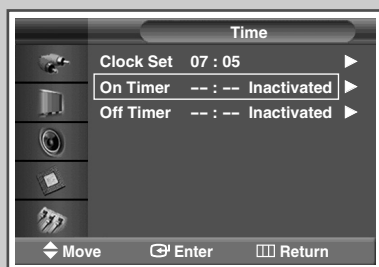 Time
Clock Set 07 : 05
On Timer -- : -- Inactivated
Off Timer -- : -- Inactivated
Move Enter Return